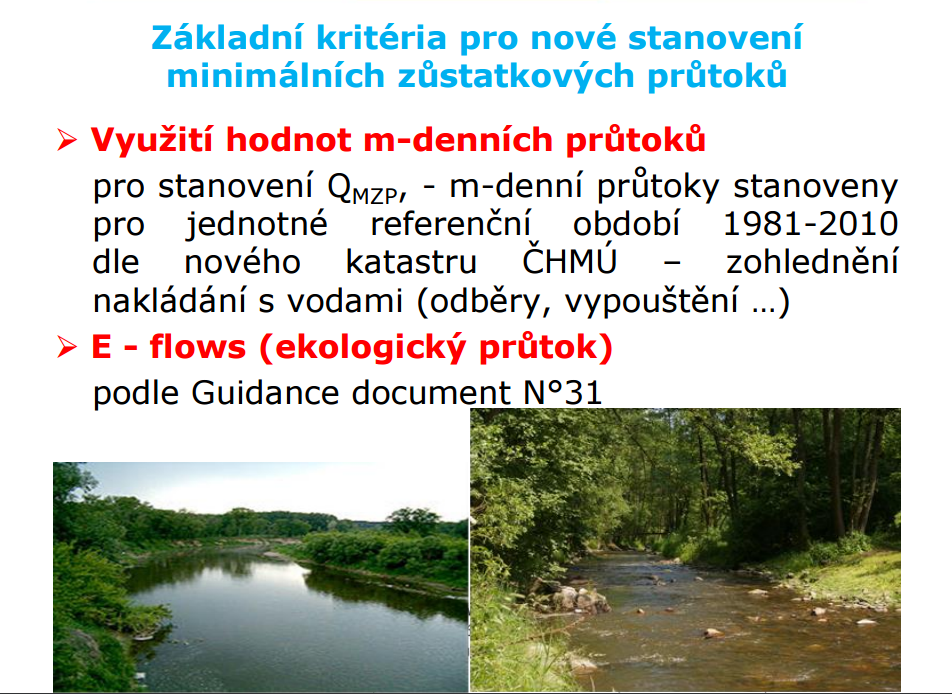 Základní kritéria pro nové stanovení
minimálních zůstatkových průtoků
➢ Využití hodnot m-denních průtoků
pro stanovení QMZP, - m-denní průtoky stanoveny
pro jednotné referenční období 1981-2010
dle nového katastru ČHMÚ – zohlednění
nakládání s vodami (odběry, vypouštění …)
➢ E - flows (ekologický průtok)
podle Guidance document N°31